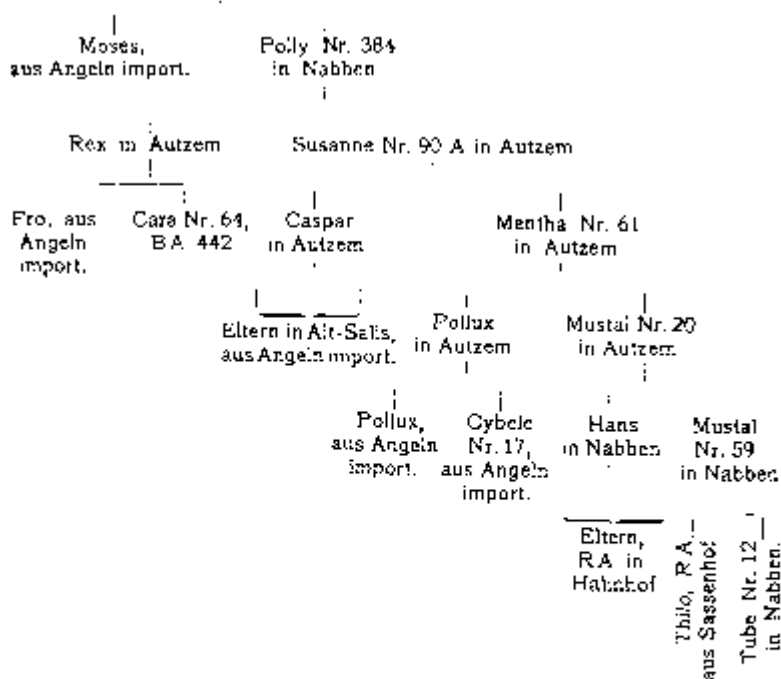 Moses,
aus Angeln import.
Polly Nr. 384
in Nabben
Rex in Autzem
Susanne Nr. 90 A in Autzem
Fro, aus
Angeln
import.
Cara Nr. 64,
BA 442
Caspar
in Autzem
Mentha Nr. 61
in Autzem
Eltern in Alt-Salis,
aus Angeln import.
Pollux
in Autzem
Mustal Nr. 20
in Autzem
Pollux,
aus Angeln
import.
Cybele
Nr. 17,
aus Angeln
import.
Hans
in Nabben
Mustal
Nr. 59
in Nabben
Eltern,
RA in
Hahnhof
Thilo, RA,
aus Sassenhof
Tube Nr. 12
in Nabben.